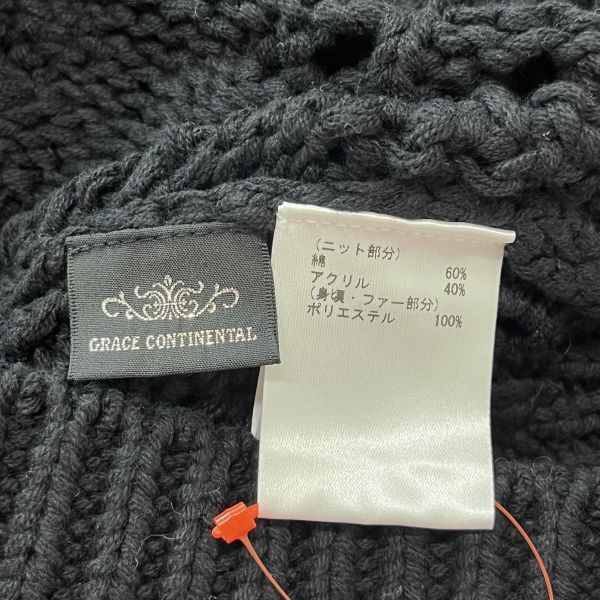 GRACE CONTINENTAL
(ニット部分)
綿 60%
アクリル 40%
(身頃・ファー部分)
ポリエステル 100%